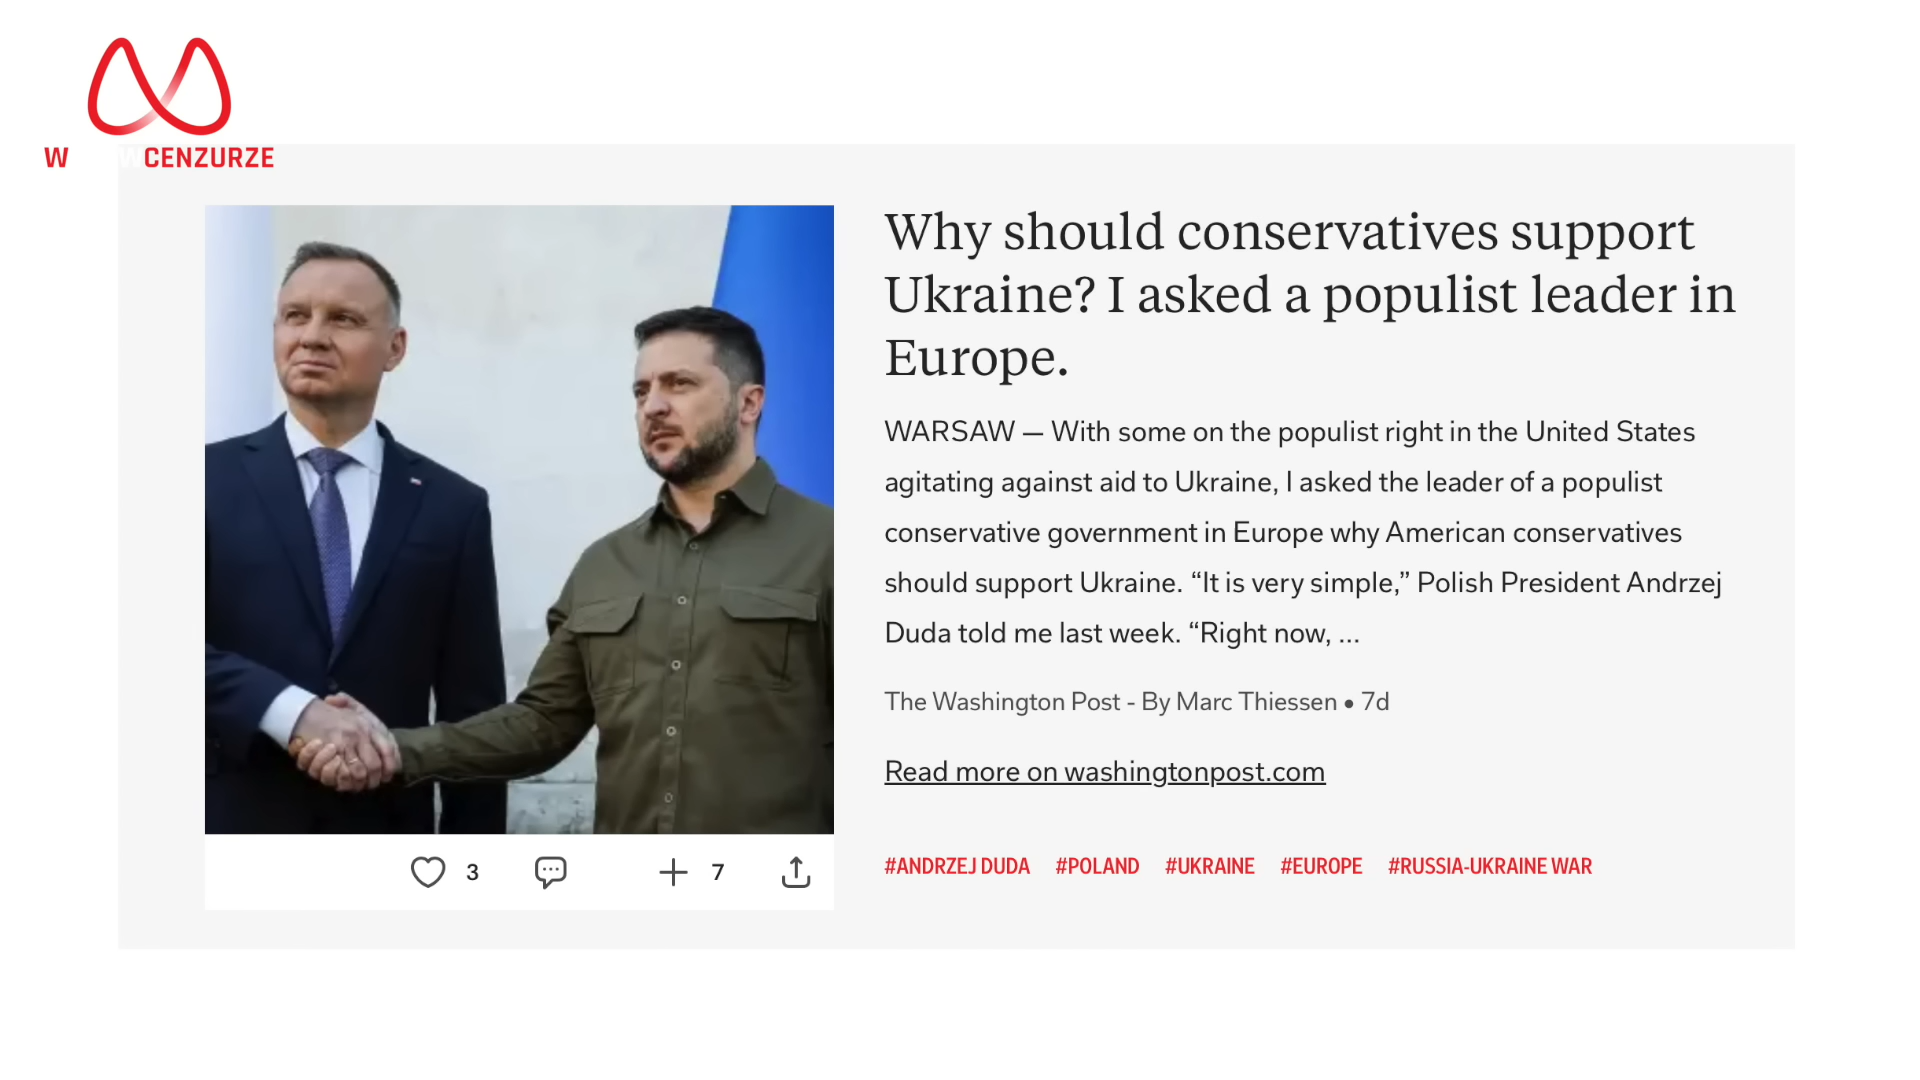 W WCENZURZE
Why should conservatives support
Ukraine? I asked a populist leader in
Europe.
WARSAW — With some on the populist right in the United States
agitating against aid to Ukraine, I asked the leader of a populist
conservative government in Europe why American conservatives
should support Ukraine. “It is very simple,” Polish President Andrzej
Duda told me last week. “Right now, ...
The Washington Post - By Marc Thiessen • 7d
Read more on washingtonpost.com
3 7
#ANDRZEJ DUDA #POLAND #UKRAINE #EUROPE #RUSSIA-UKRAINE WAR